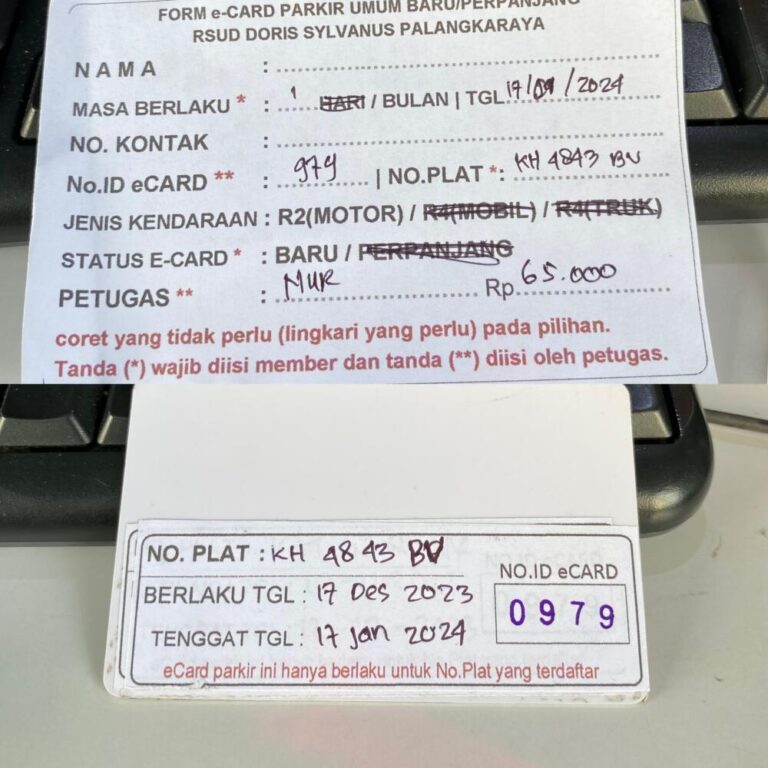 FORM e-CARD PARKIR UMUM BARU/PERPANJANG
RSUD DORIS SYLVANUS PALANGKARAYA
NAMA :
MASA BERLAKU * : 1 HARI / BULAN | TGL 17/01/2024
NO. KONTAK :
No.ID eCARD ** : 979 | NO.PLAT *: KH 4843 BV
JENIS KENDARAAN : R2(MOTOR) / R4(MOBIL) / R4(TRUK)
STATUS E-CARD * : BARU / PERPANJANG
PETUGAS ** : MUR Rp 65.000
coret yang tidak perlu (lingkari yang perlu) pada pilihan.
Tanda (*) wajib diisi member dan tanda (**) diisi oleh petugas.
NO. PLAT : KH 4843 BV
NO.ID eCARD
BERLAKU TGL : 17 Des 2023
0979
TENGGAT TGL : 17 Jan 2024
eCard parkir ini hanya berlaku untuk No.Plat yang terdaftar